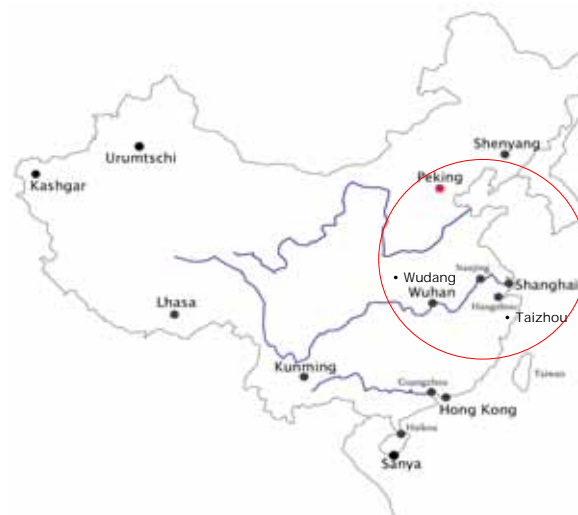 Shenyang
Urumtschi
Peking
Kashgar
Nanjing
Wudang
Shanghai
Wuhan
Hangzhou
Lhasa
Taizhou
Kunming
Taiwan
Guangzhou
Hong Kong
Haikou
Sanya